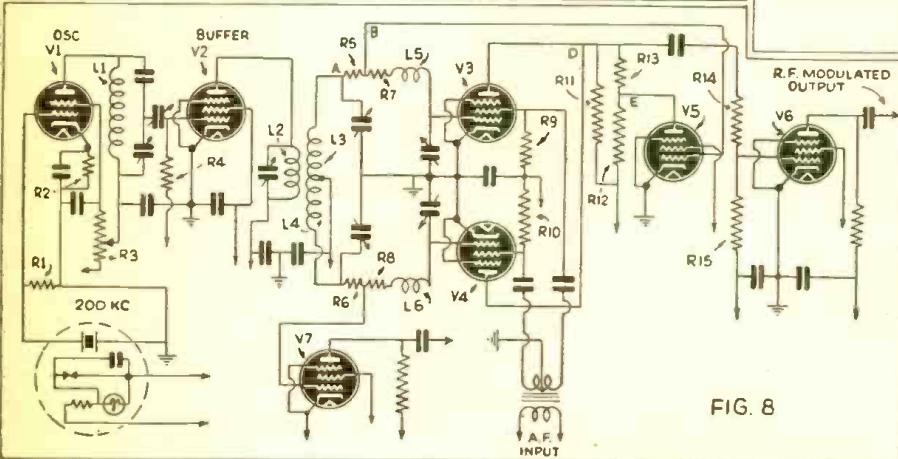 OSC
V1
L1
BUFFER
V2
R2
R1
R3
R4
200 KC
L2
L3
L4
A
R5
B
R7
L5
R6
R8
L6
V3
V4
V7
R9
R10
D
R11
R12
R13
E
V5
R14
R15
V6
R.F. MODULATED
OUTPUT
A.F.
INPUT
FIG. 8